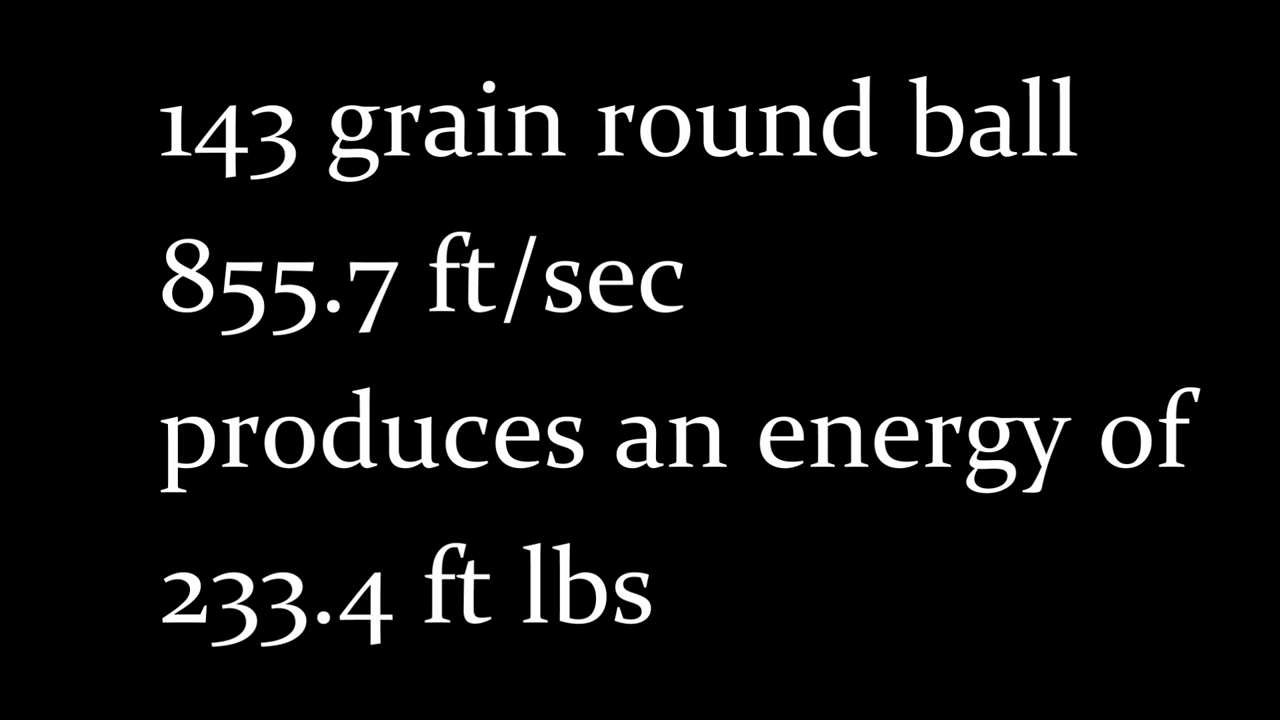 143 grain round ball
855.7 ft/sec
produces an energy of
233.4 ft lbs